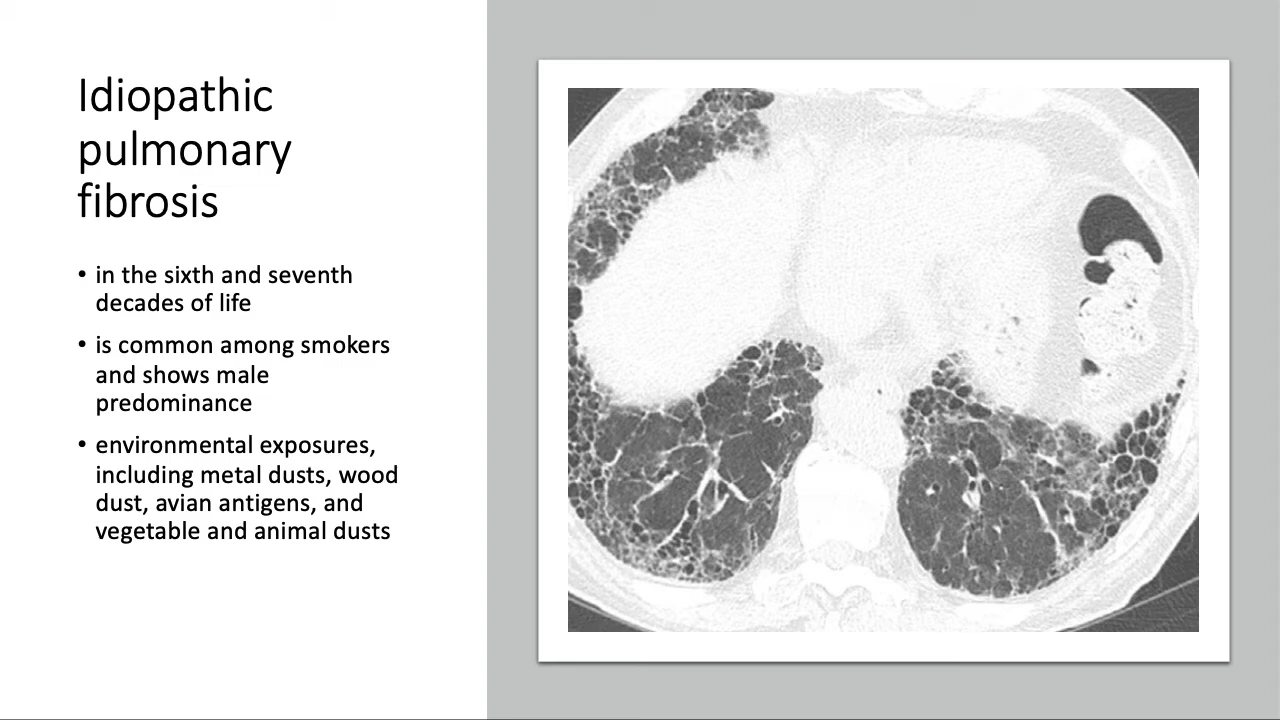 Idiopathic
pulmonary
fibrosis
• in the sixth and seventh
decades of life
• is common among smokers
and shows male
predominance
• environmental exposures,
including metal dusts, wood
dust, avian antigens, and
vegetable and animal dusts